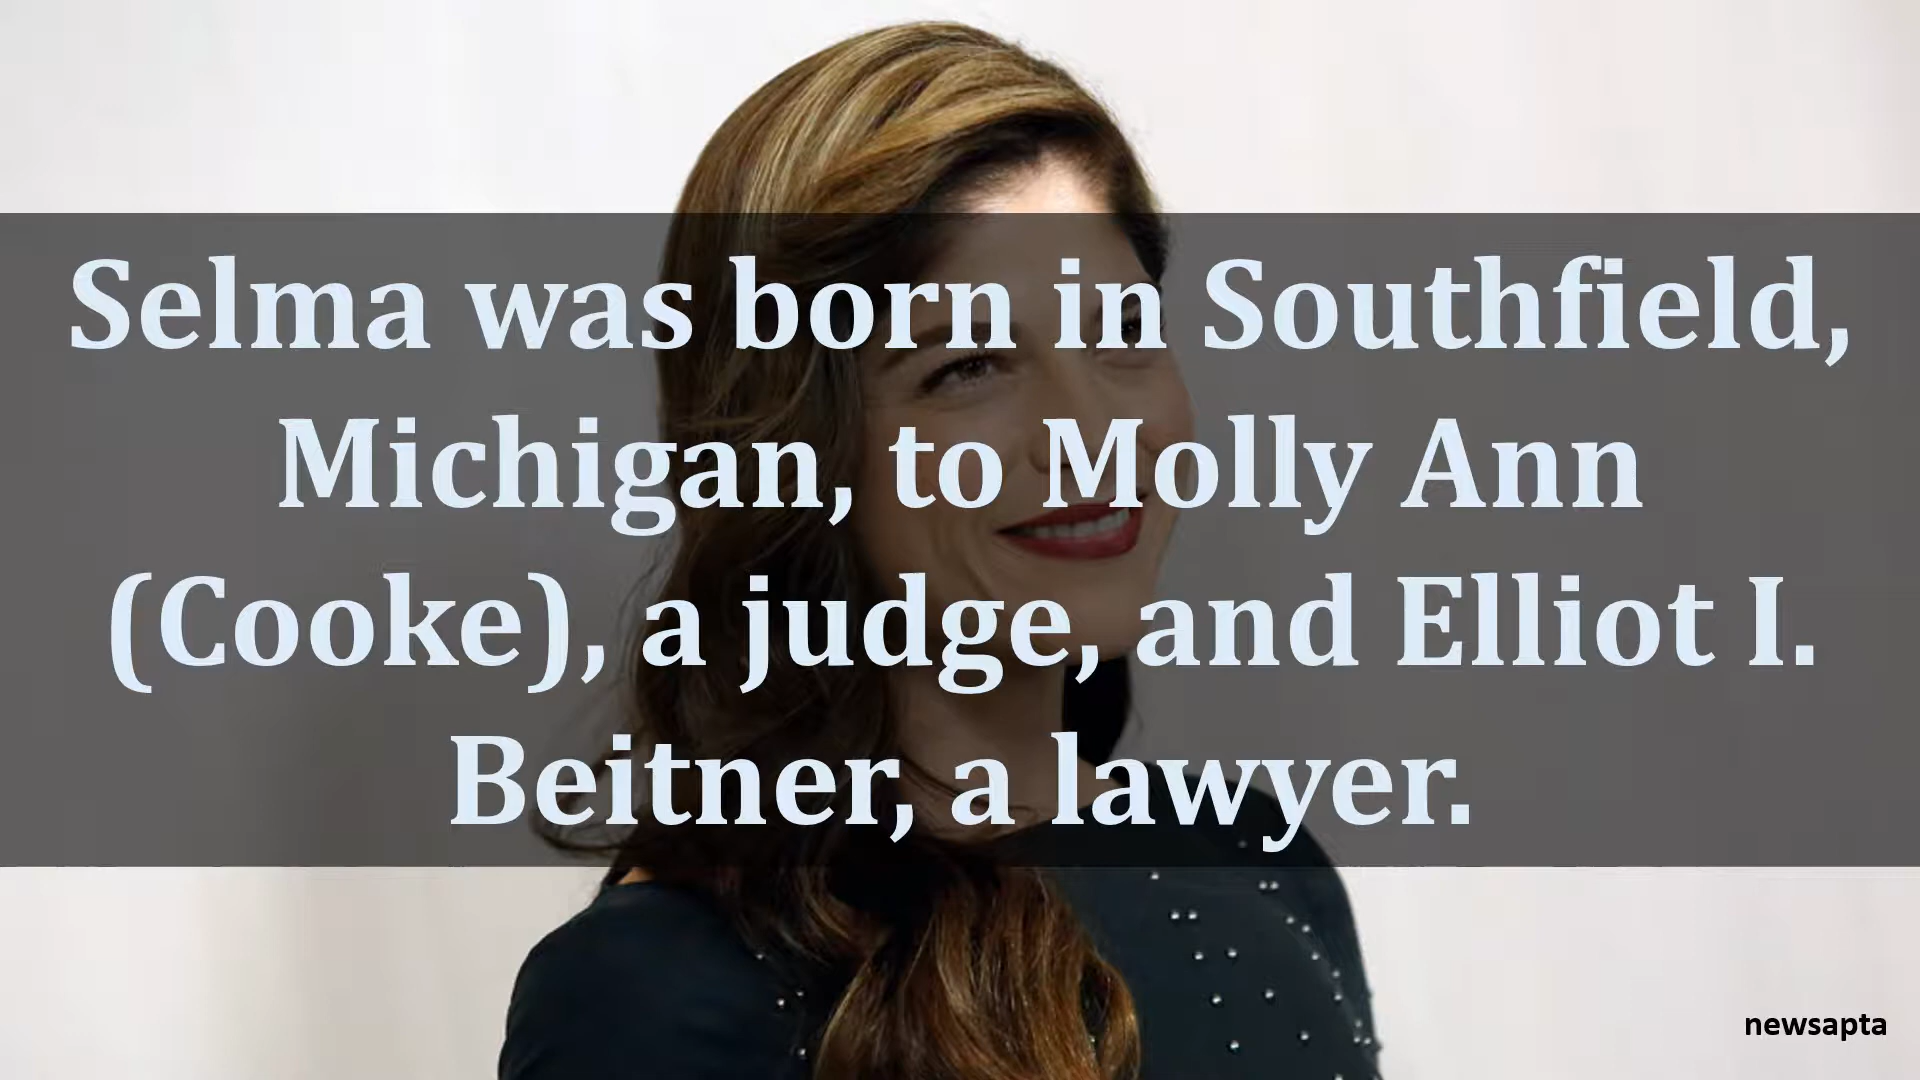 Selma was born in Southfield,
Michigan, to Molly Ann
(Cooke), a judge, and Elliot I.
Beitner, a lawyer.
newsapta